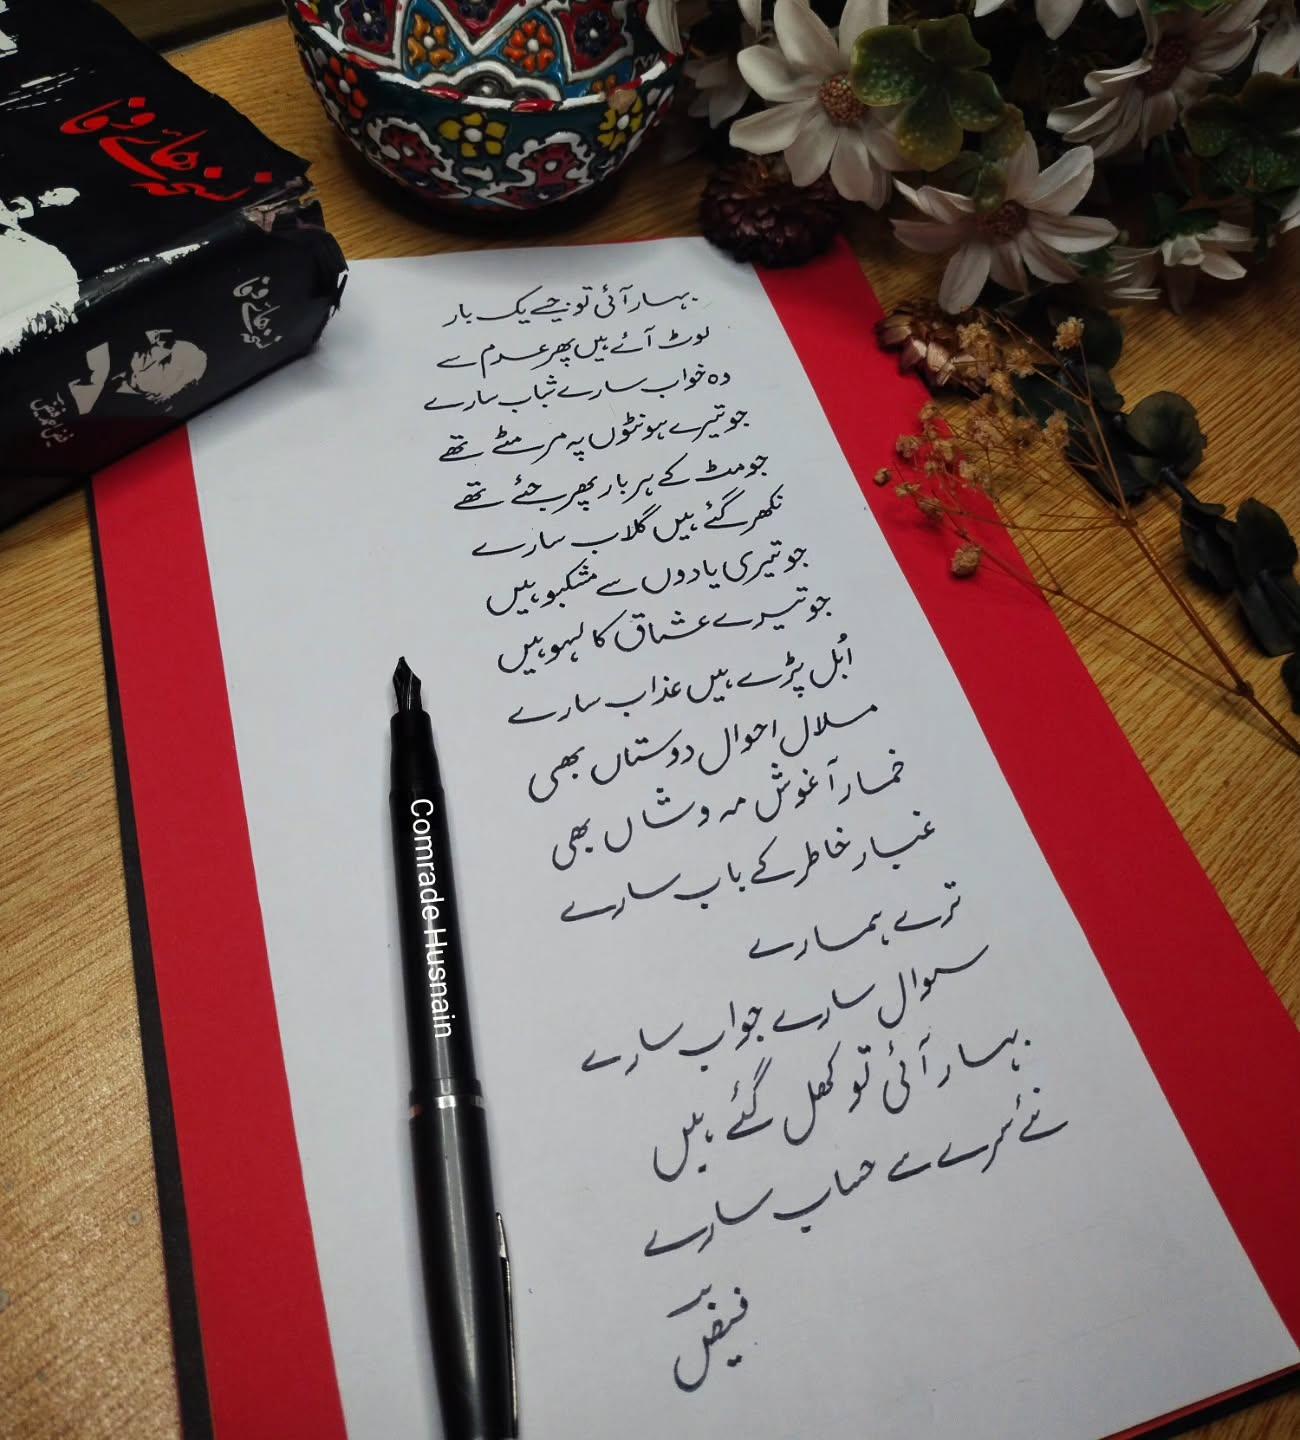 نسخہ ہائے وفا
نسخہ ہائے وفا
فیض احمد فیض
بہار آئی تو جیسے یک بار
لوٹ آئے ہیں پھر عدم سے
وہ خواب سارے شباب سارے
جو تیرے ہونٹوں پہ مر مٹے تھے
جو مٹ کے ہر بار پھر جئے تھے
نکھر گئے ہیں گلاب سارے
جو تیری یادوں سے مشکبو ہیں
جو تیرے عشاق کا لہو ہیں
اُبل پڑے ہیں عذاب سارے
ملال احوال دوستاں بھی
خمار آغوش مہ وشاں بھی
غبار خاطر کے باب سارے
ترے ہمارے
سوال سارے جواب سارے
بہار آئی تو کھل گئے ہیں
نئے سرے سے حساب سارے
فیض
Comrade Husnain